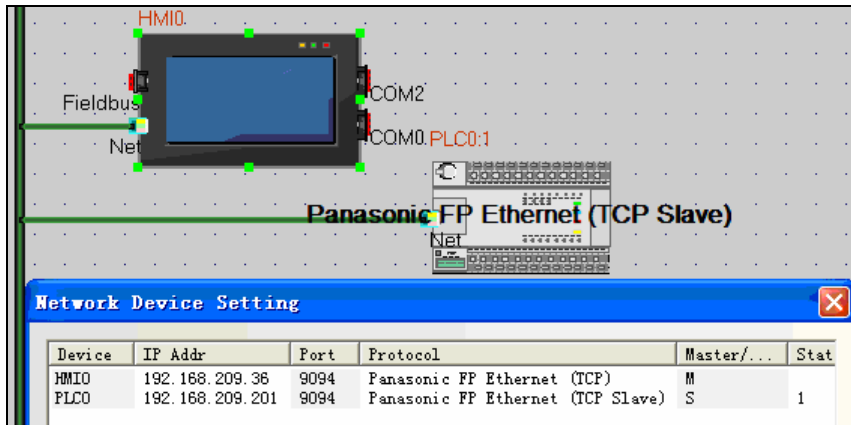 HMI0
COM2
Fieldbus
COM0 PLC0:1
Net
Panasonic FP Ethernet (TCP Slave)
Net
Network Device Setting
Device IP Addr Port Protocol Master/... Stat
HMI0 192.168.209.36 9094 Panasonic FP Ethernet (TCP) M
PLC0 192.168.209.201 9094 Panasonic FP Ethernet (TCP Slave) S 1